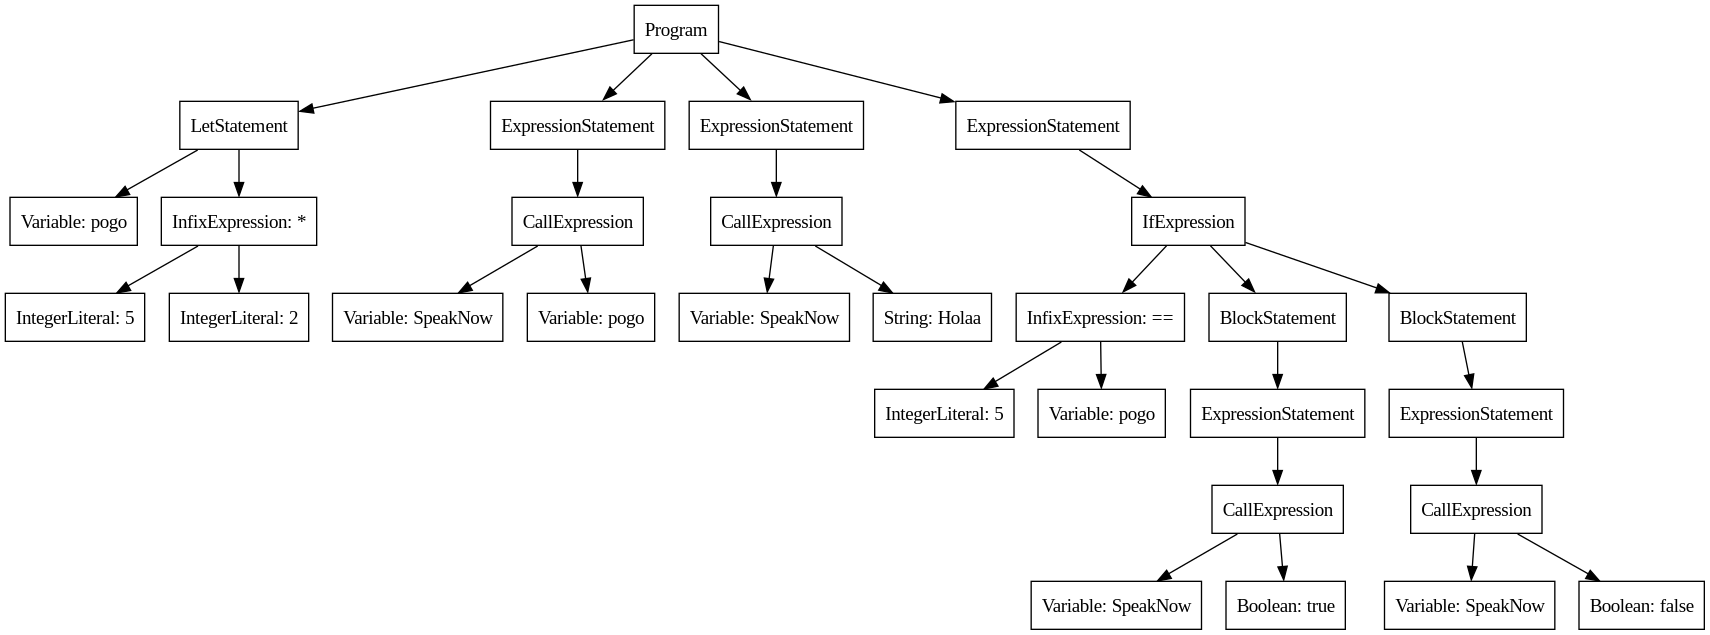 Program
LetStatement
ExpressionStatement
ExpressionStatement
ExpressionStatement
Variable: pogo
InfixExpression: *
CallExpression
CallExpression
IfExpression
IntegerLiteral: 5
IntegerLiteral: 2
Variable: SpeakNow
Variable: pogo
Variable: SpeakNow
String: Holaa
InfixExpression: ==
BlockStatement
BlockStatement
IntegerLiteral: 5
Variable: pogo
ExpressionStatement
ExpressionStatement
CallExpression
CallExpression
Variable: SpeakNow
Boolean: true
Variable: SpeakNow
Boolean: false